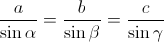 a/sin α = b/sin β = c/sin γ